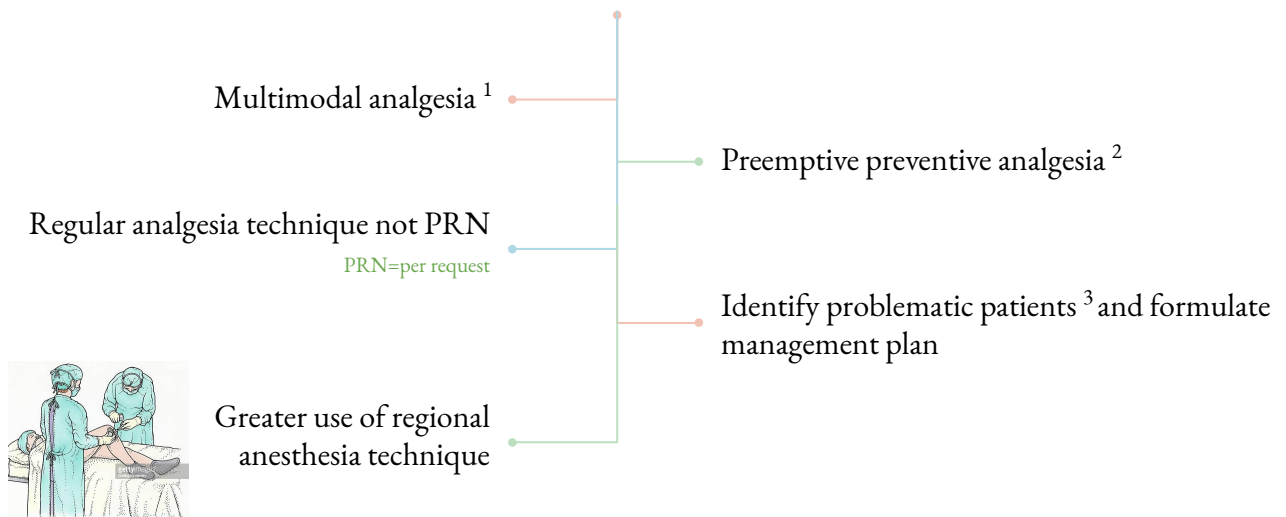 Multimodal analgesia 1
Preemptive preventive analgesia 2
Regular analgesia technique not PRN
PRN=per request
Identify problematic patients 3 and formulate
management plan
Greater use of regional
anesthesia technique
gettyimages